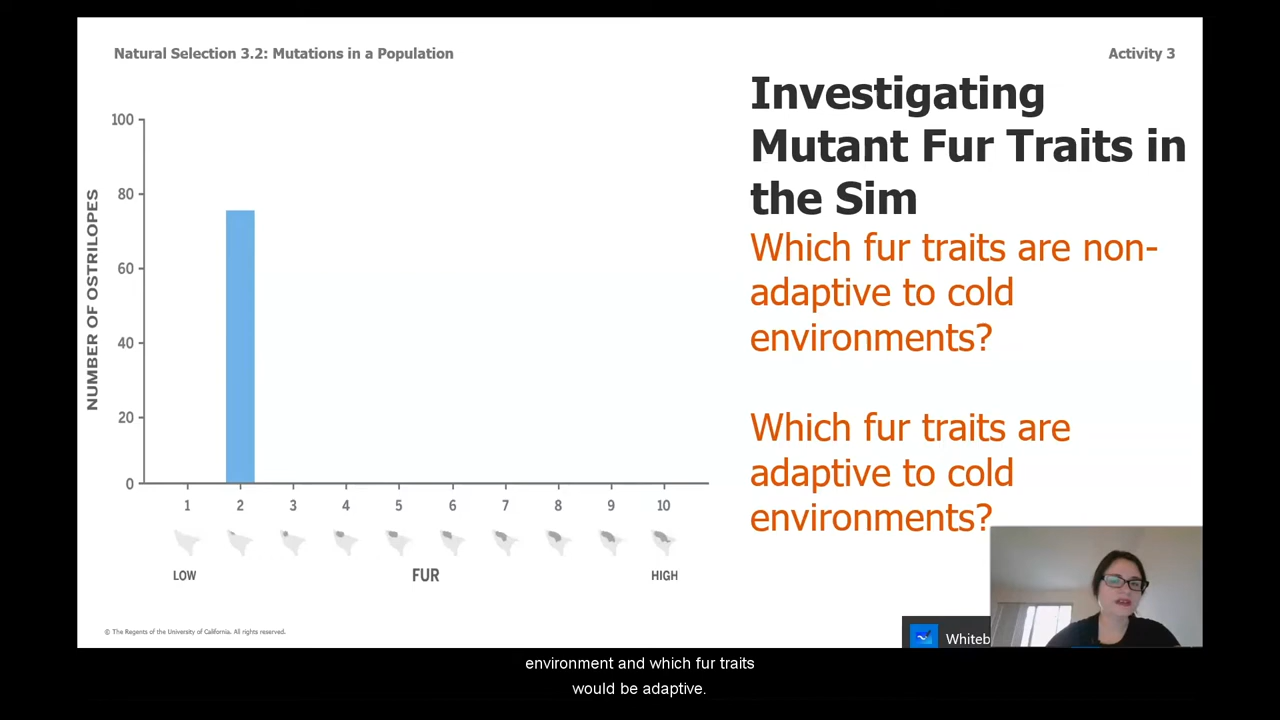 Natural Selection 3.2: Mutations in a Population
Activity 3
Investigating
Mutant Fur Traits in
the Sim
Which fur traits are non-
adaptive to cold
environments?
Which fur traits are
adaptive to cold
environments?
NUMBER OF OSTRILOPES
100
80
60
40
20
0
1 2 3 4 5 6 7 8 9 10
LOW FUR HIGH
© The Regents of the University of California. All rights reserved.
Whiteb
environment and which fur traits
would be adaptive.